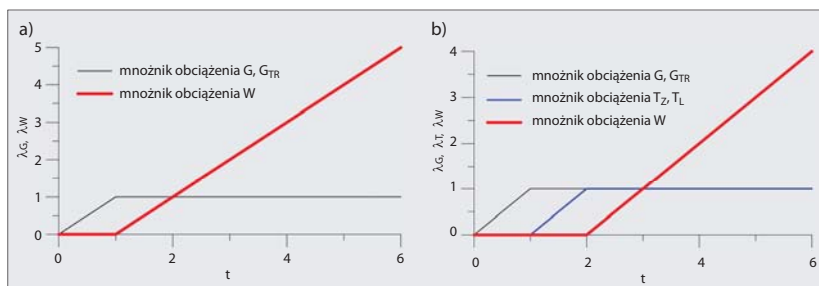 a)
5
4
3
2
1
0
λG, λW
mnożnik obciążenia G, GTR
mnożnik obciążenia W
0
2
4
6
t
b)
4
3
2
1
0
λG, λT, λW
mnożnik obciążenia G, GTR
mnożnik obciążenia TZ, TL
mnożnik obciążenia W
0
2
4
6
t